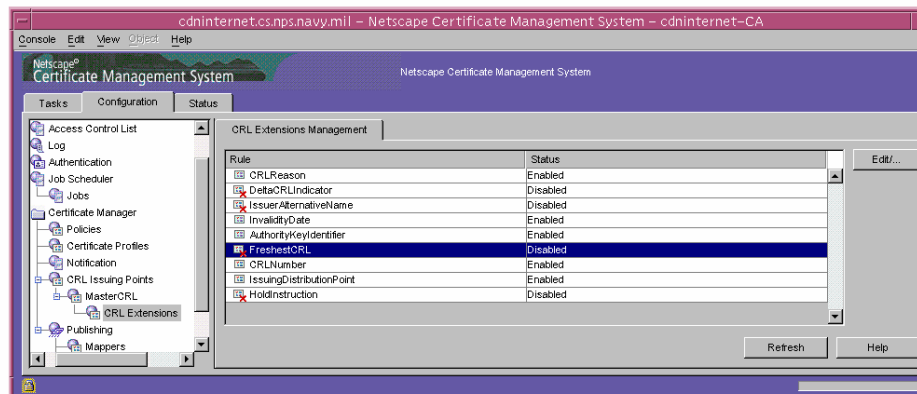 cdninternet.cs.nps.navy.mil – Netscape Certificate Management System – cdninternet–CA
Console Edit View Object Help
Netscape®
Certificate Management System
Netscape Certificate Management System
Tasks Configuration Status
Access Control List
Log
Authentication
Job Scheduler
Jobs
Certificate Manager
Policies
Certificate Profiles
Notification
CRL Issuing Points
MasterCRL
CRL Extensions
Publishing
Mappers
CRL Extensions Management
Rule Status
CRLReason Enabled
DeltaCRLIndicator Disabled
IssuerAlternativeName Disabled
InvalidityDate Enabled
AuthorityKeyIdentifier Enabled
FreshestCRL Disabled
CRLNumber Enabled
IssuingDistributionPoint Enabled
HoldInstruction Disabled
Edit/...
Refresh Help